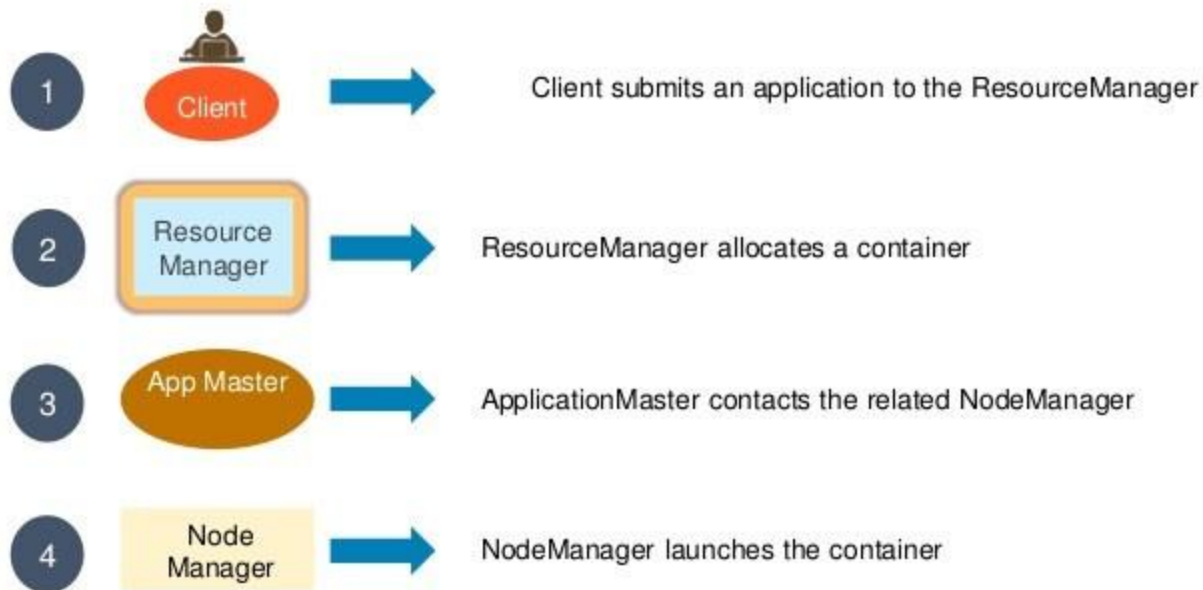 1
Client
Client submits an application to the ResourceManager
2
Resource
Manager
ResourceManager allocates a container
3
App Master
ApplicationMaster contacts the related NodeManager
4
Node
Manager
NodeManager launches the container